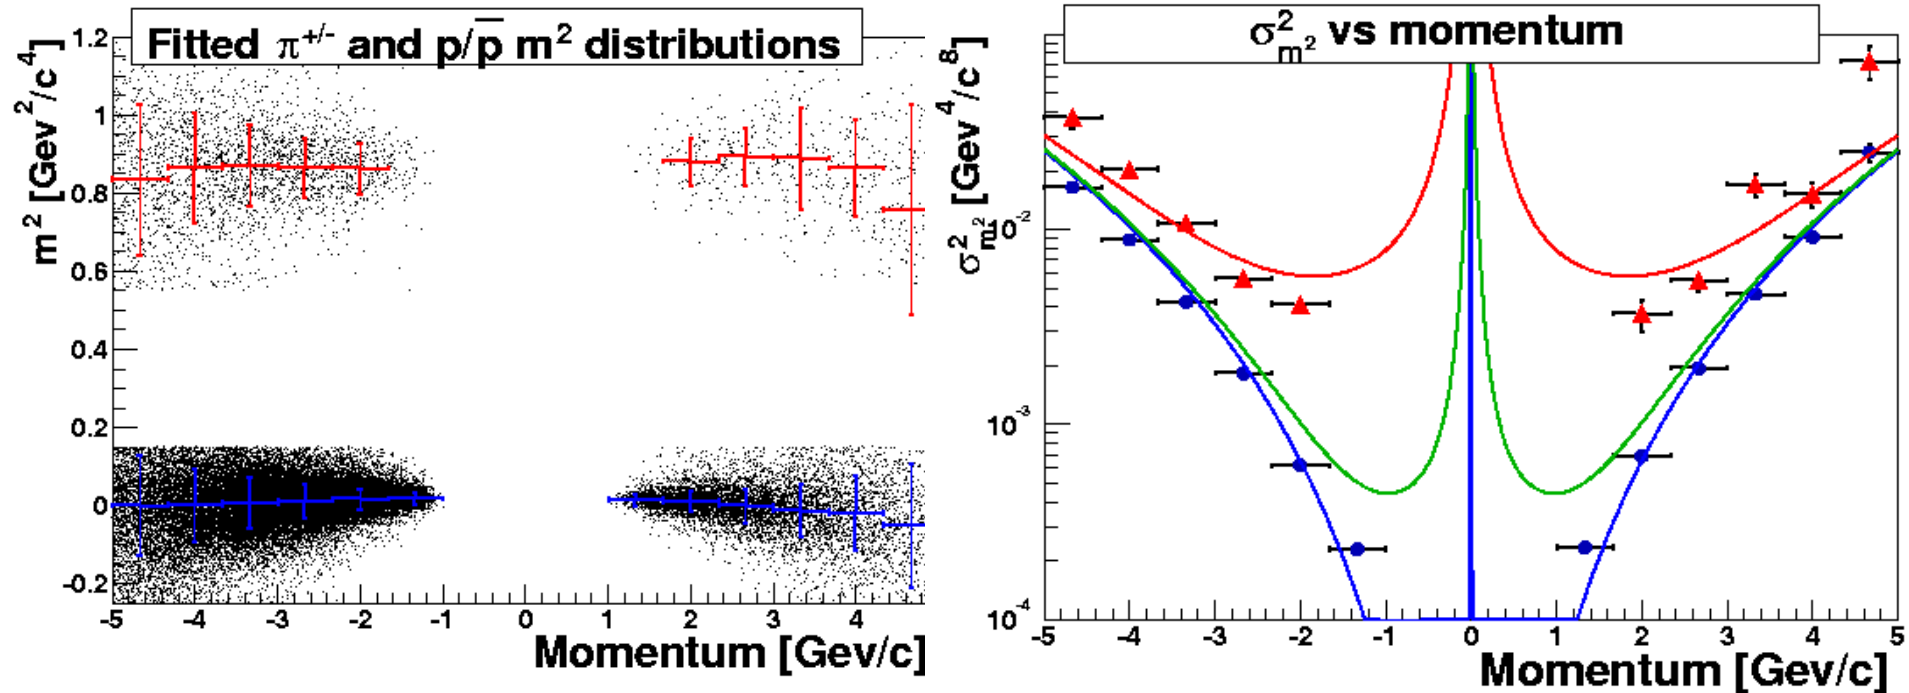 Fitted π⁺/⁻ and p/p̅ m² distributions
m² [Gev²/c⁴]
1.2
1
0.8
0.6
0.4
0.2
0
-0.2
-5 -4 -3 -2 -1 0 1 2 3 4
Momentum [Gev/c]
σ²ₘ² vs momentum
σ²ₘ² [Gev⁴/c⁸]
10⁻²
10⁻³
10⁻⁴
-5 -4 -3 -2 -1 0 1 2 3 4 5
Momentum [Gev/c]